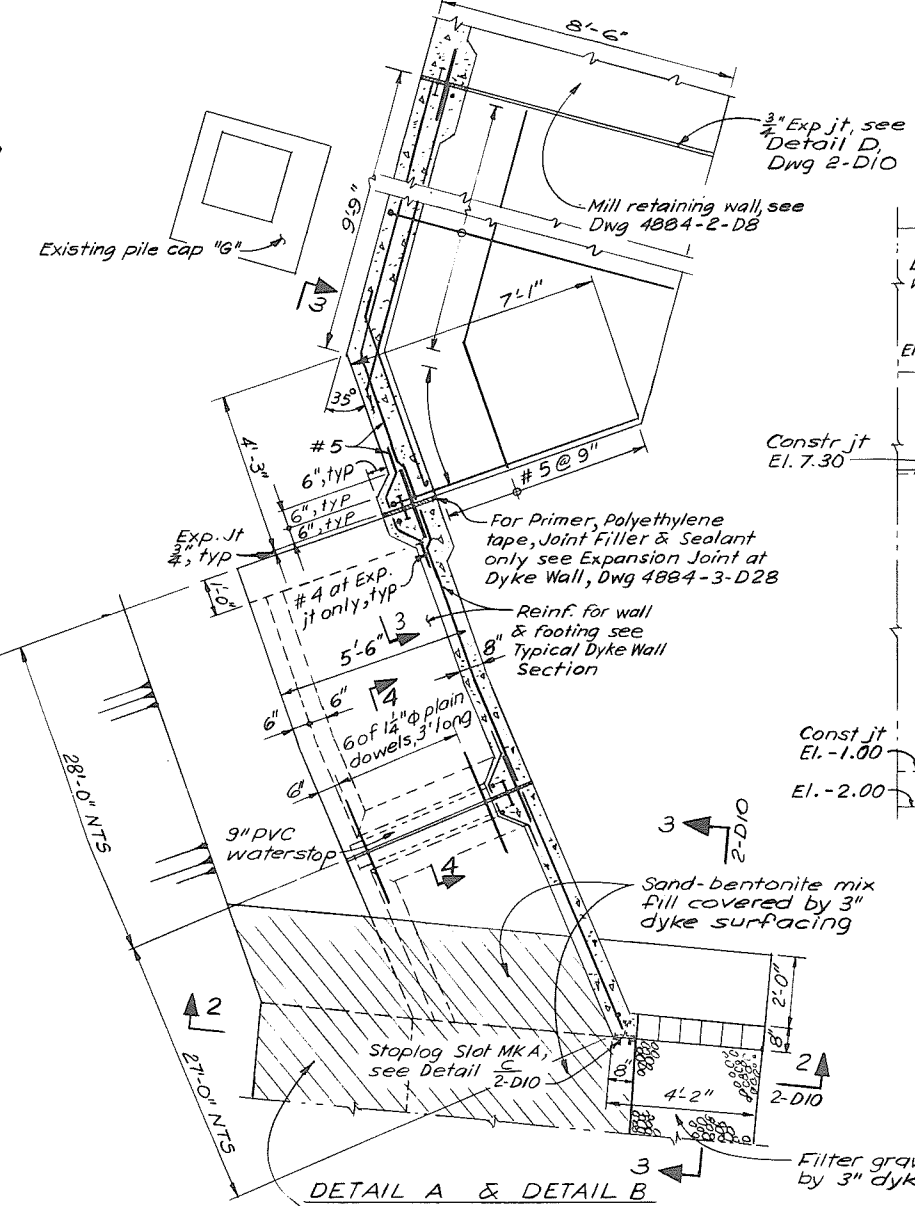 8'-6"
3/4" Exp jt, see
Detail D,
Dwg 2-D10
Mill retaining wall, see
Dwg 4884-2-D8
9'-9"
Existing pile cap "G"
3
7'-1"
35°
4'-3"
#5
6", typ
6", typ
6", typ
#5@9"
Constr jt
El. 7.30
Exp. Jt
3/4", typ
For Primer, Polyethylene
tape, Joint Filler & Sealant
only see Expansion Joint at
Dyke Wall, Dwg 4884-3-D28
1'-0"
#4 at Exp.
jt only, typ
3
Reinf. for wall
& footing see
Typical Dyke Wall
Section
5'-6"
8"
6"
6"
4
6 of 1 1/4" φ plain
dowels, 3' long
6"
28'-0" NTS
Const jt
El. -1.00
El. -2.00
9" PVC
waterstop
4
3
2-D10
Sand-bentonite mix
fill covered by 3"
dyke surfacing
2'-0"
8"
2
Stoplog Slot MK A,
see Detail C
2-D10
8"
4'-2"
2
2-D10
27'-0" NTS
3
Filter grav
by 3" dyk
DETAIL A & DETAIL B